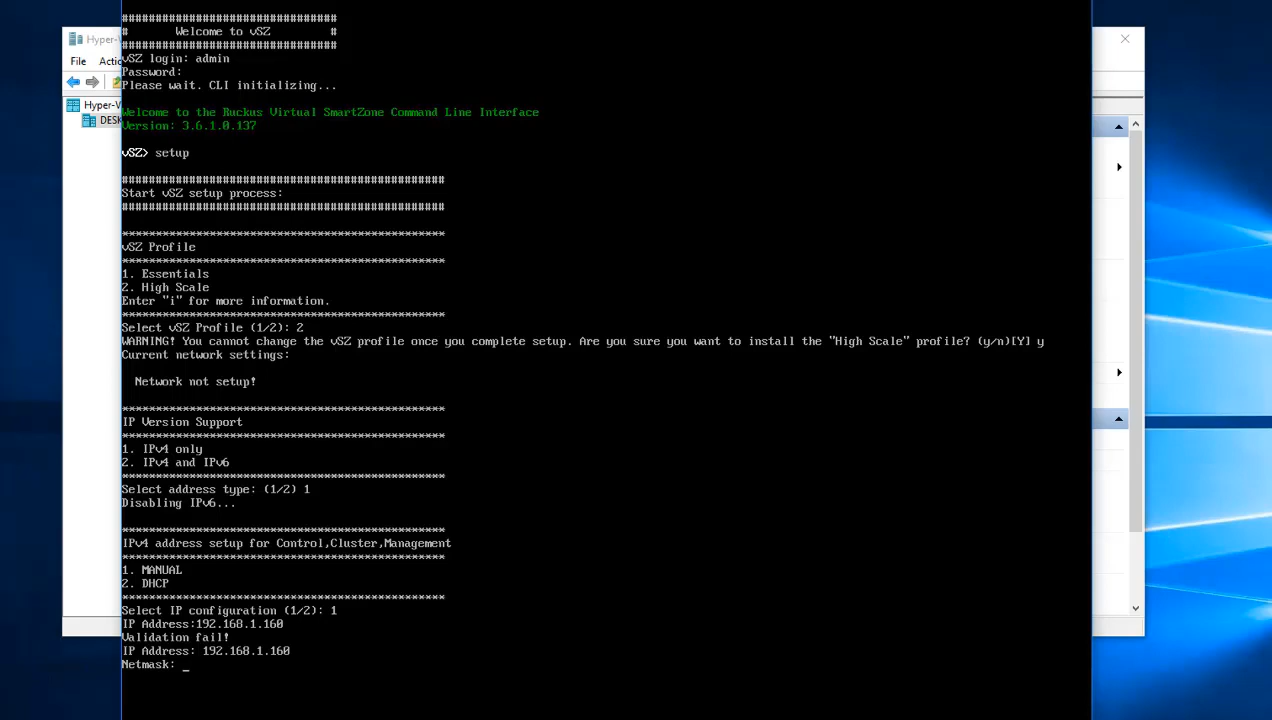 #################################
# Welcome to vSZ #
#################################
vSZ login: admin
Password:
Please wait. CLI initializing...
Welcome to the Ruckus Virtual SmartZone Command Line Interface
Version: 3.6.1.0.137
vSZ> setup
################################################
Start vSZ setup process:
################################################
************************************************
vSZ Profile
************************************************
1. Essentials
2. High Scale
Enter "i" for more information.
************************************************
Select vSZ Profile (1/2): 2
WARNING! You cannot change the vSZ profile once you complete setup. Are you sure you want to install the "High Scale" profile? (y/n)[Y] y
Current network settings:
Network not setup!
************************************************
IP Version Support
************************************************
1. IPv4 only
2. IPv4 and IPv6
************************************************
Select address type: (1/2) 1
Disabling IPv6...
************************************************
IPv4 address setup for Control,Cluster,Management
************************************************
1. MANUAL
2. DHCP
************************************************
Select IP configuration (1/2): 1
IP Address:192.168.1.160
Validation fail!
IP Address: 192.168.1.160
Netmask: _
Hyper-V
File
Hyper-V
DESK